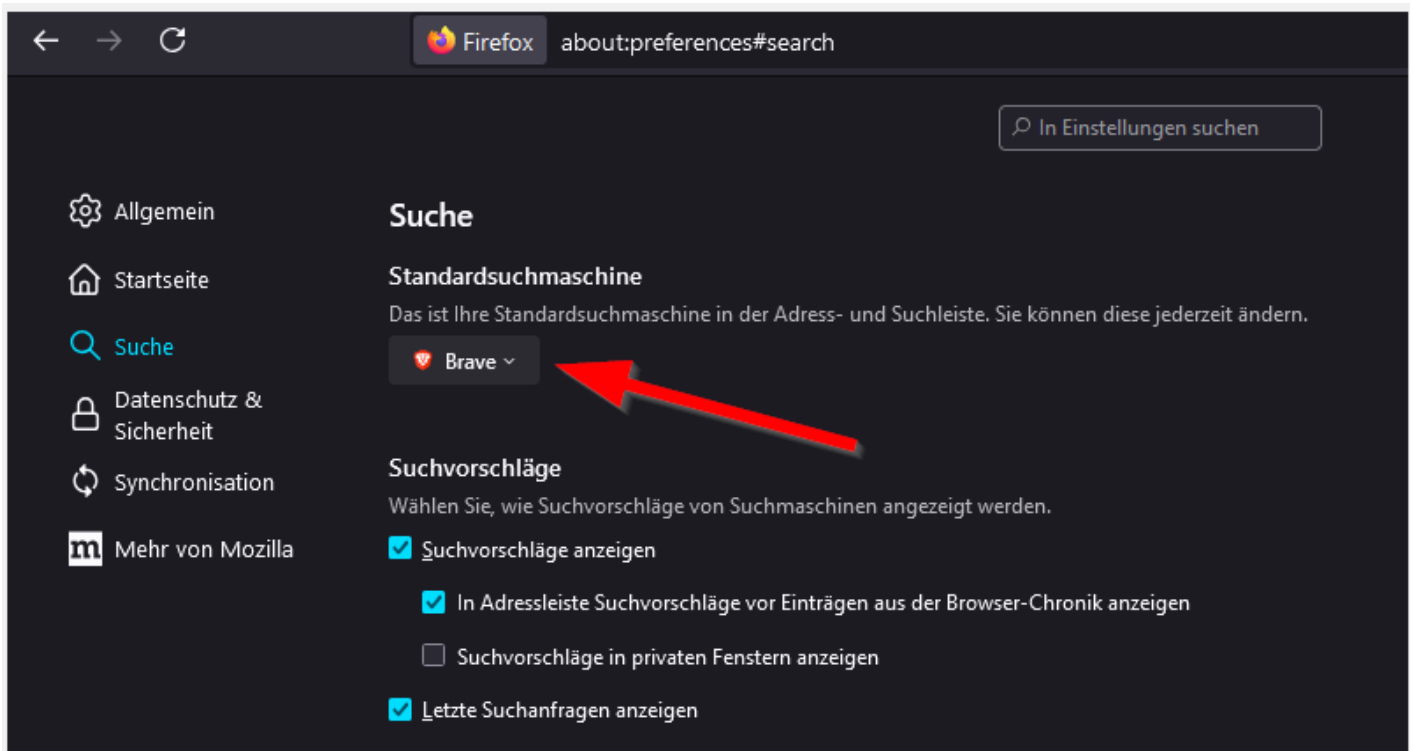 Firefox about:preferences#search
In Einstellungen suchen
Allgemein
Startseite
Suche
Datenschutz &
Sicherheit
Synchronisation
m Mehr von Mozilla
Suche
Standardsuchmaschine
Das ist Ihre Standardsuchmaschine in der Adress- und Suchleiste. Sie können diese jederzeit ändern.
Brave
Suchvorschläge
Wählen Sie, wie Suchvorschläge von Suchmaschinen angezeigt werden.
Suchvorschläge anzeigen
In Adressleiste Suchvorschläge vor Einträgen aus der Browser-Chronik anzeigen
Suchvorschläge in privaten Fenstern anzeigen
Letzte Suchanfragen anzeigen